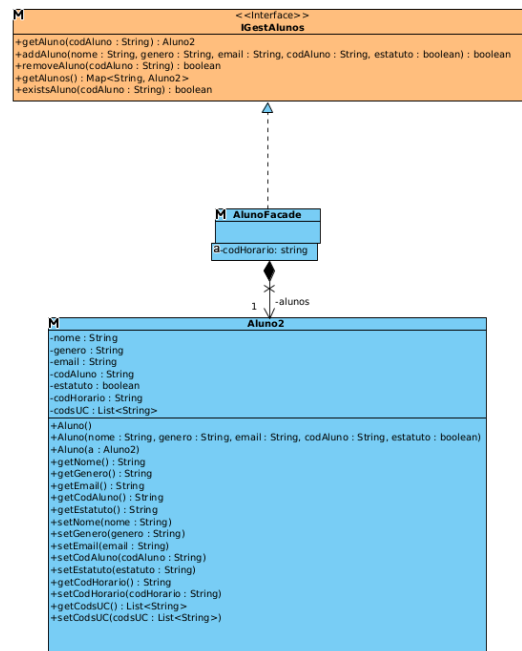 M
<<Interface>>
IGestAlunos
+getAluno(codAluno : String) : Aluno2
+addAluno(nome : String, genero : String, email : String, codAluno : String, estatuto : boolean) : boolean
+removeAluno(codAluno : String) : boolean
+getAlunos() : Map<String, Aluno2>
+existsAluno(codAluno : String) : boolean
M AlunoFacade
a-codHorario: string
1 -alunos
M
Aluno2
-nome : String
-genero : String
-email : String
-codAluno : String
-estatuto : boolean
-codHorario : String
-codsUC : List<String>
+Aluno()
+Aluno(nome : String, genero : String, email : String, codAluno : String, estatuto : boolean)
+Aluno(a : Aluno2)
+getNome() : String
+getGenero() : String
+getEmail() : String
+getCodAluno() : String
+getEstatuto() : String
+setNome(nome : String)
+setGenero(genero : String)
+setEmail(email : String)
+setCodAluno(codAluno : String)
+setEstatuto(estatuto : String)
+getCodHorario() : String
+setCodHorario(codHorario : String)
+getCodsUC() : List<String>
+setCodsUC(codsUC : List<String>)